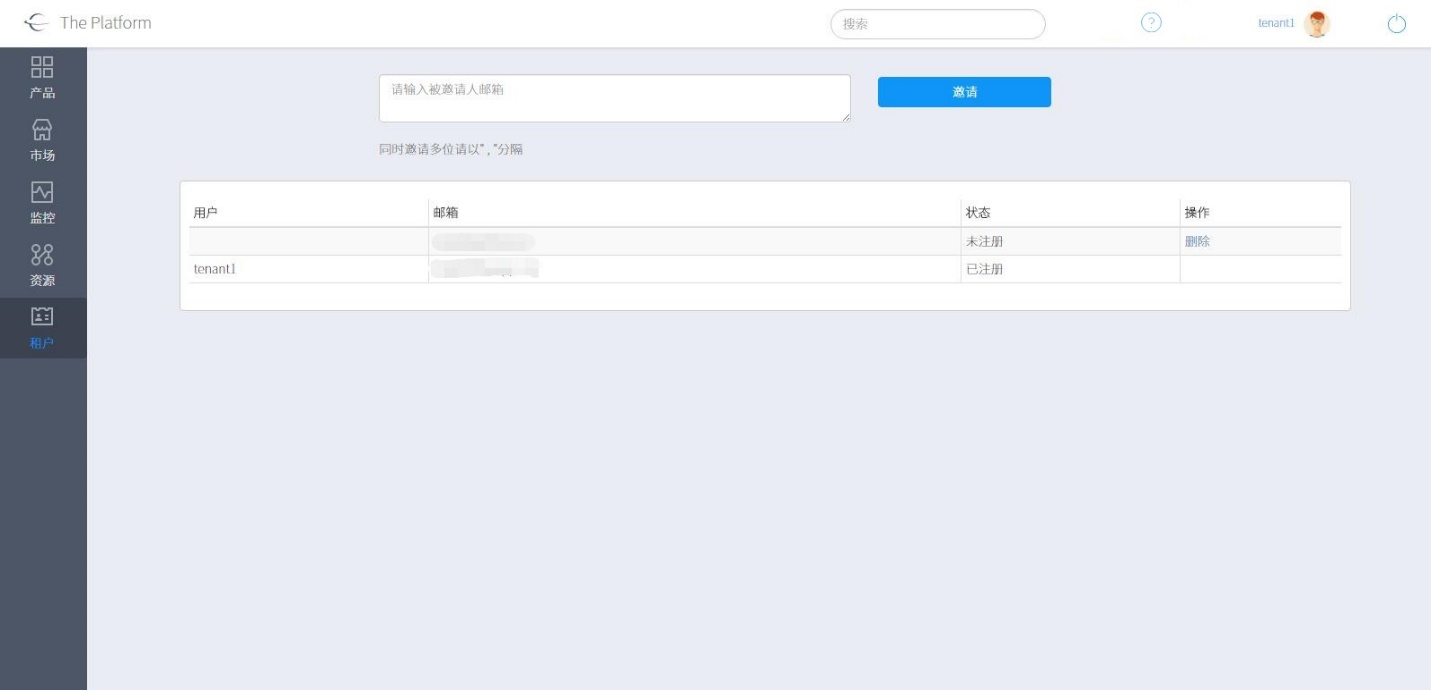 The Platform
搜索
?
tenant1
产品
市场
监控
资源
租户
请输入被邀请人邮箱
邀请
同时邀请多位请以“,”分隔
用户 邮箱 状态 操作
未注册 删除
tenant1 已注册